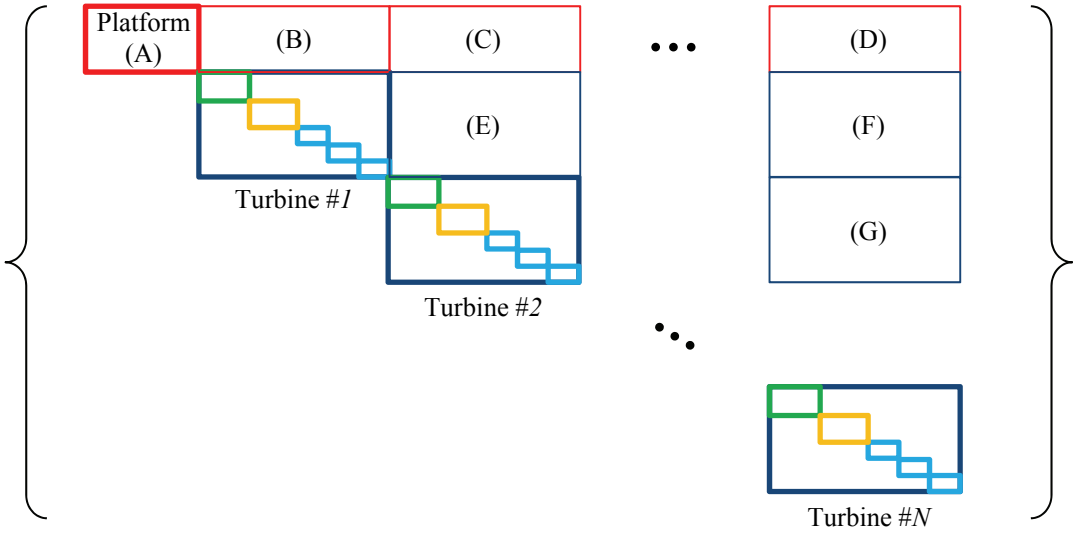 Platform
(A)
(B)
(C)
(D)
(E)
(F)
Turbine #1
(G)
Turbine #2
Turbine #N